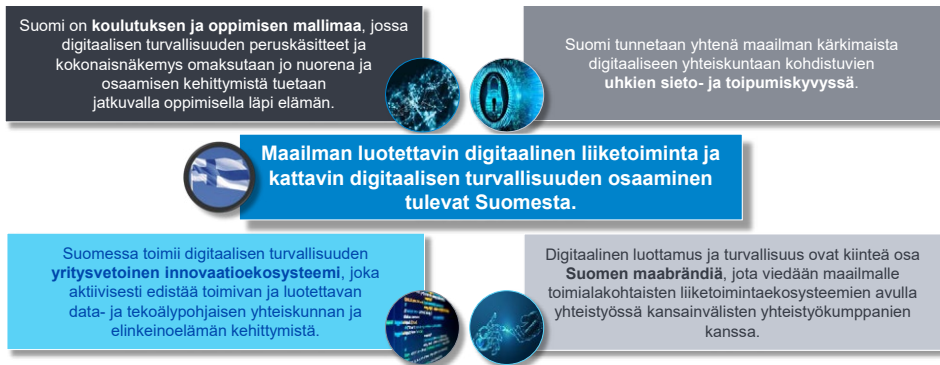 Suomi on koulutuksen ja oppimisen mallimaa, jossa
digitaalisen turvallisuuden peruskäsitteet ja
kokonaisnäkemys omaksutaan jo nuorena ja
osaamisen kehittymistä tuetaan
jatkuvalla oppimisella läpi elämän.
Suomi tunnetaan yhtenä maailman kärkimaista
digitaaliseen yhteiskuntaan kohdistuvien
uhkien sieto- ja toipumiskyvyssä.
Maailman luotettavin digitaalinen liiketoiminta ja
kattavin digitaalisen turvallisuuden osaaminen
tulevat Suomesta.
Suomessa toimii digitaalisen turvallisuuden
yritysvetoinen innovaatioekosysteemi, joka
aktiivisesti edistää toimivan ja luotettavan
data- ja tekoälypohjaisen yhteiskunnan ja
elinkeinoelämän kehittymistä.
Digitaalinen luottamus ja turvallisuus ovat kiinteä osa
Suomen maabrändiä, jota viedään maailmalle
toimialakohtaisten liiketoimintaekosysteemien avulla
yhteistyössä kansainvälisten yhteistyökumppanien
kanssa.